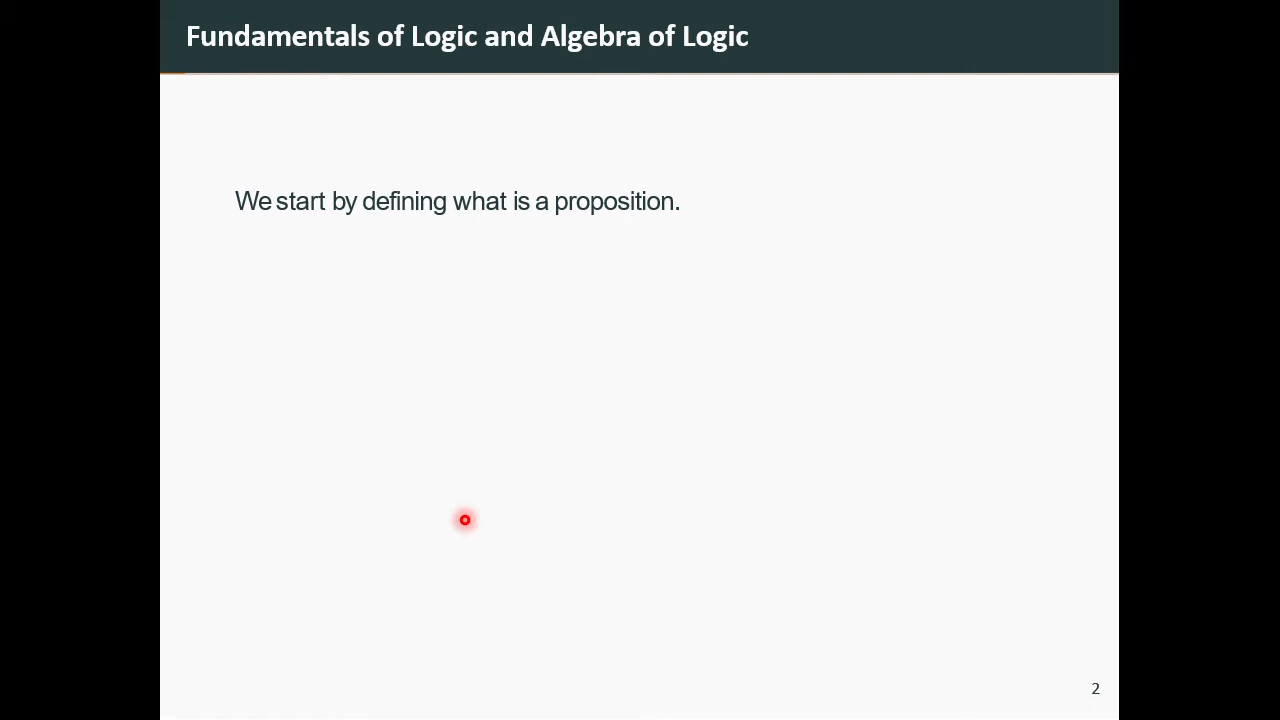 Fundamentals of Logic and Algebra of Logic
We start by defining what is a proposition.
2